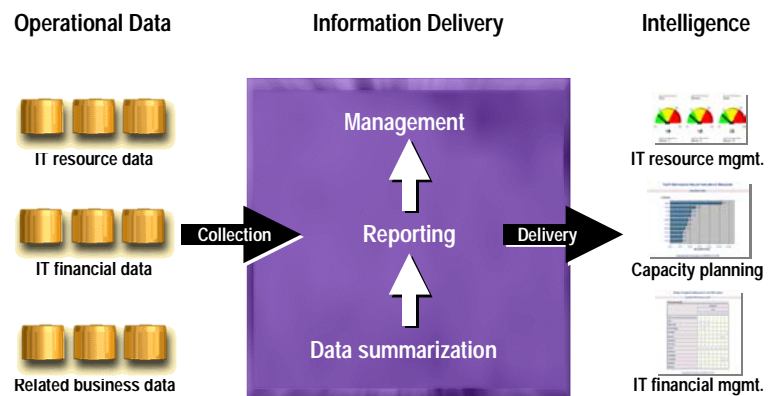 Operational Data
Information Delivery
Intelligence
IT resource data
IT financial data
Related business data
Collection
Management
Reporting
Data summarization
Delivery
IT resource mgmt.
Capacity planning
IT financial mgmt.